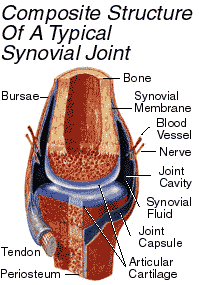 Composite Structure
Of A Typical
Synovial Joint
Bone
Bursae
Synovial
Membrane
Blood
Vessel
Nerve
Joint
Cavity
Synovial
Fluid
Joint
Capsule
Tendon
Articular
Cartilage
Periosteum